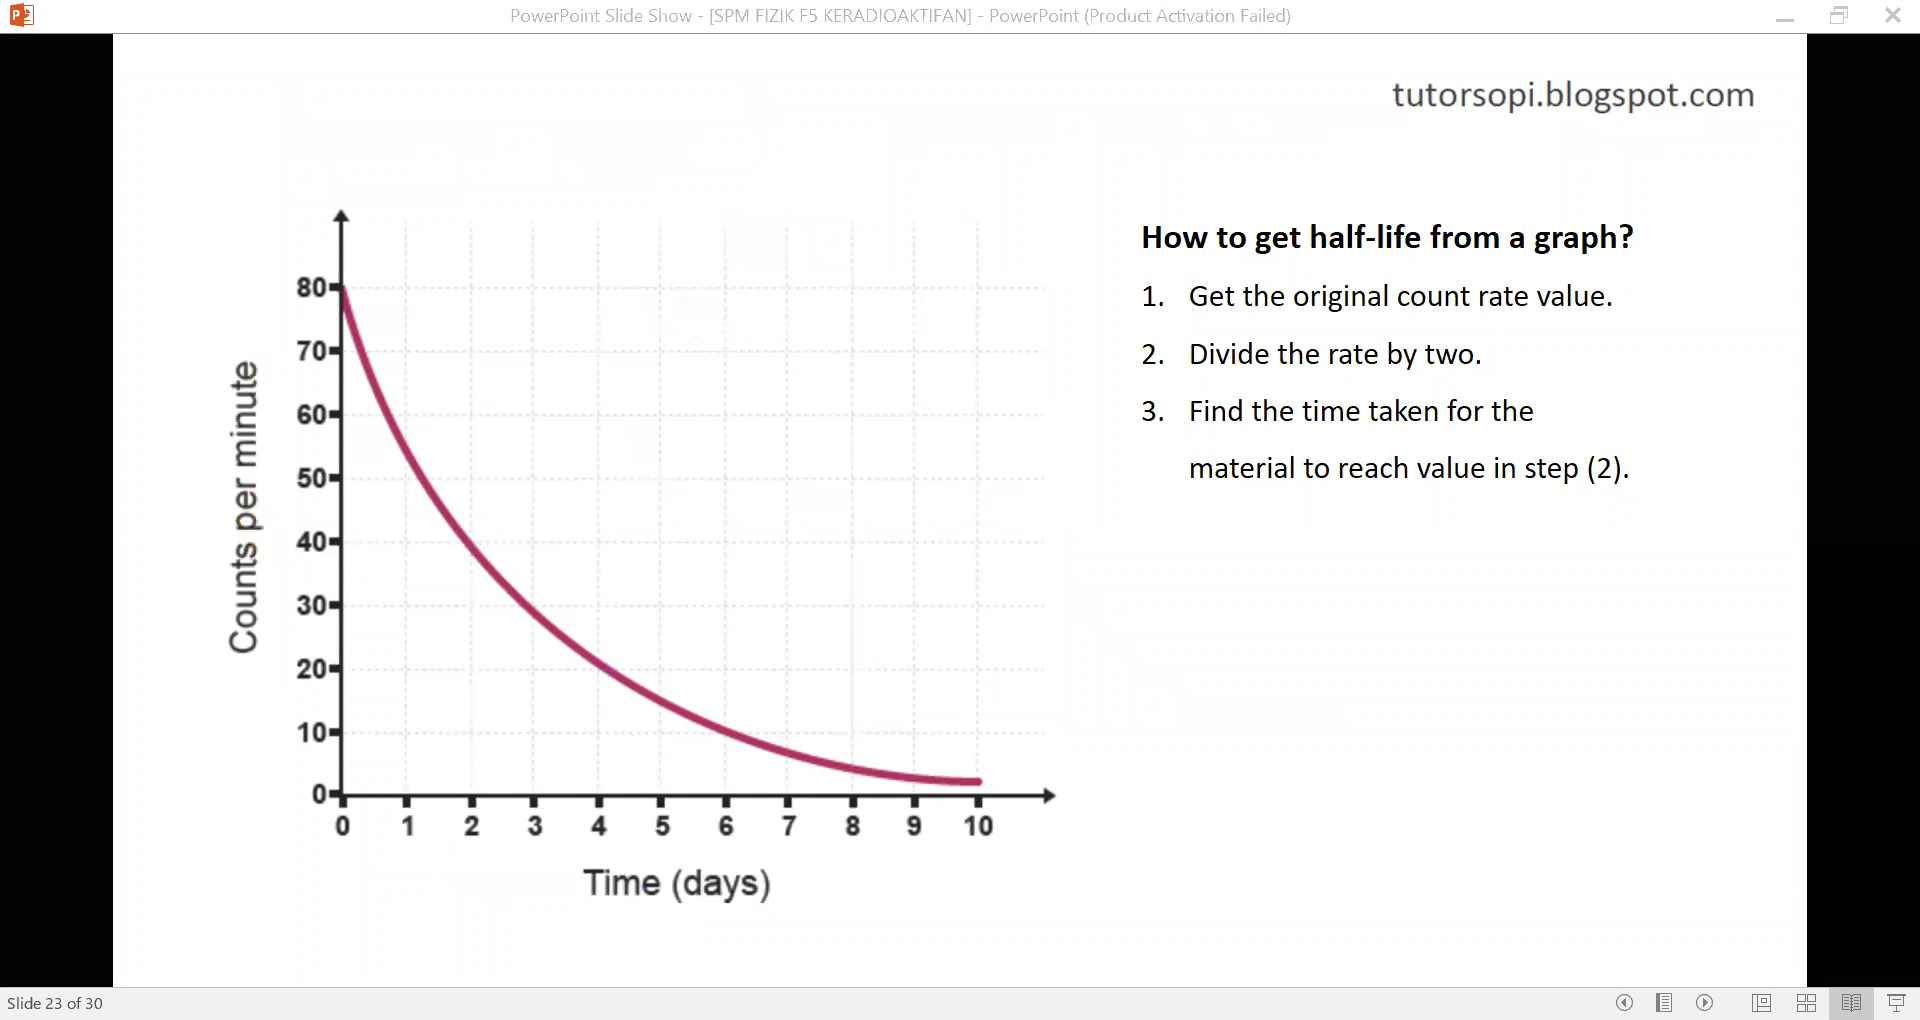 PowerPoint Slide Show - [SPM FIZIK F5 KERADIOAKTIFAN] - PowerPoint (Product Activation Failed)
tutorsopi.blogspot.com
How to get half-life from a graph?
1. Get the original count rate value.
2. Divide the rate by two.
3. Find the time taken for the
material to reach value in step (2).
Counts per minute
80
70
60
50
40
30
20
10
0
0 1 2 3 4 5 6 7 8 9 10
Time (days)
Slide 23 of 30